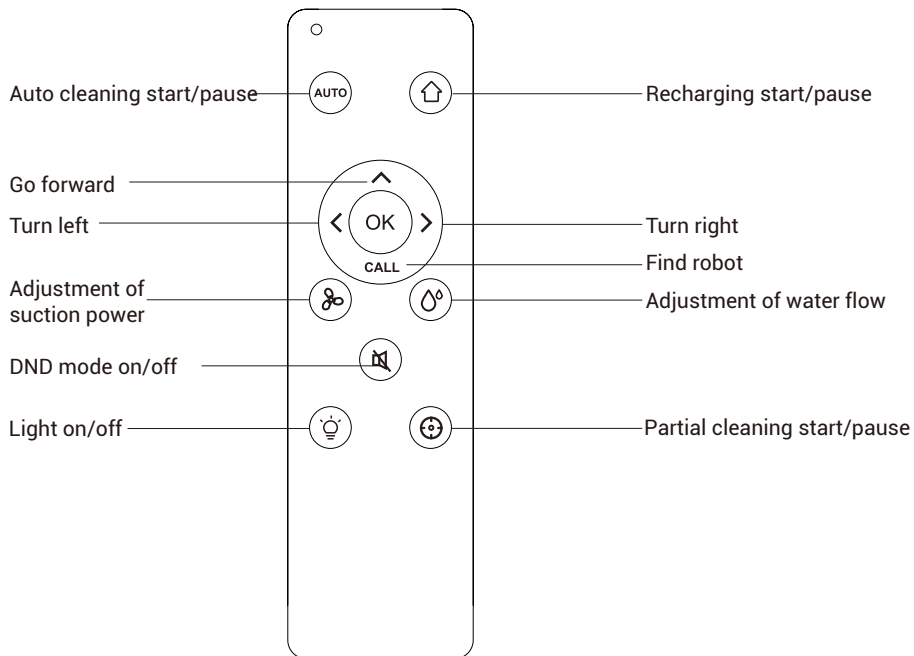 Auto cleaning start/pause
AUTO
Recharging start/pause
Go forward
Turn left
OK
Turn right
CALL
Find robot
Adjustment of
suction power
Adjustment of water flow
DND mode on/off
Light on/off
Partial cleaning start/pause